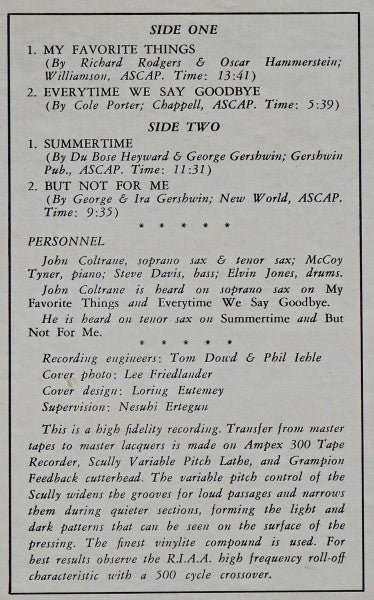 SIDE ONE
1. MY FAVORITE THINGS
(By Richard Rodgers & Oscar Hammerstein;
Williamson, ASCAP. Time: 13:41)
2. EVERYTIME WE SAY GOODBYE
(By Cole Porter; Chappell, ASCAP. Time: 5:39)
SIDE TWO
1. SUMMERTIME
(By Du Bose Heyward & George Gershwin; Gershwin
Pub., ASCAP. Time: 11:31)
2. BUT NOT FOR ME
(By George & Ira Gershwin; New World, ASCAP.
Time: 9:35)
* * * * *
PERSONNEL
John Coltrane, soprano sax & tenor sax; McCoy
Tyner, piano; Steve Davis, bass; Elvin Jones, drums.
John Coltrane is heard on soprano sax on My
Favorite Things and Everytime We Say Goodbye.
He is heard on tenor sax on Summertime and But
Not For Me.
* * * * *
Recording engineers: Tom Dowd & Phil Iehle
Cover photo: Lee Friedlander
Cover design: Loring Eutemey
Supervision: Nesuhi Ertegun
This is a high fidelity recording. Transfer from master
tapes to master lacquers is made on Ampex 300 Tape
Recorder, Scully Variable Pitch Lathe, and Grampion
Feedback cutterhead. The variable pitch control of the
Scully widens the grooves for loud passages and narrows
them during quieter sections, forming the light and
dark patterns that can be seen on the surface of the
pressing. The finest vinylite compound is used. For
best results observe the R.I.A.A. high frequency roll-off
characteristic with a 500 cycle crossover.